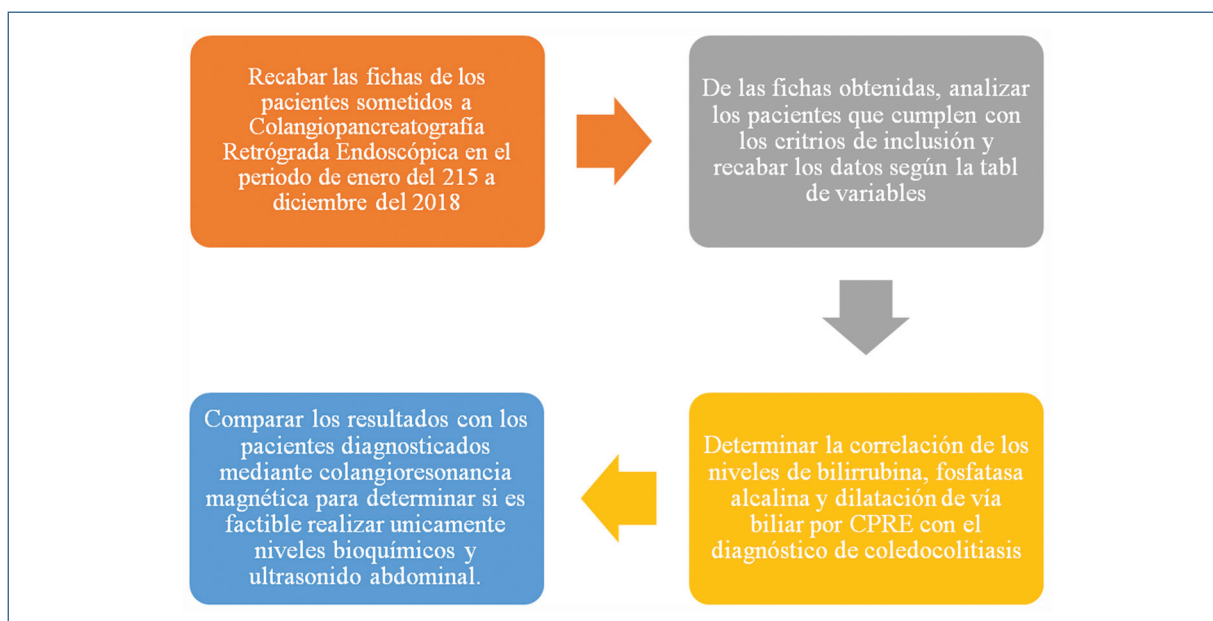 Recabar las fichas de los
pacientes sometidos a
Colangiopancreatografía
Retrógrada Endoscópica en el
periodo de enero del 215 a
diciembre del 2018
De las fichas obtenidas, analizar
los pacientes que cumplen con
los critrios de inclusión y
recabar los datos según la tabl
de variables
Determinar la correlación de los
niveles de bilirrubina, fosfatasa
alcalina y dilatación de vía
biliar por CPRE con el
diagnóstico de coledocolitiasis
Comparar los resultados con los
pacientes diagnosticados
mediante colangioresonancia
magnética para determinar si es
factible realizar unicamente
niveles bioquímicos y
ultrasonido abdominal.